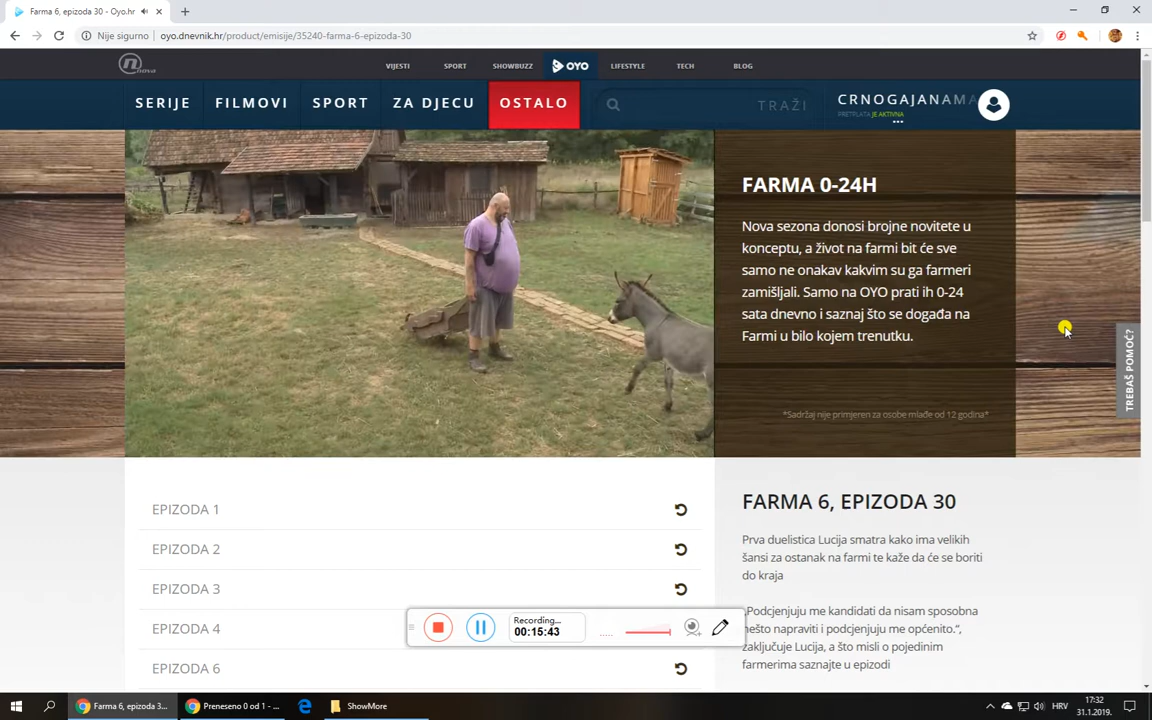 Farma 6, epizoda 30 - Oyo.hr
Nije sigurno
oyo.dnevnik.hr/product/emisije/35240-farma-6-epizoda-30
nova
VIJESTI
SPORT
SHOWBUZZ
OYO
LIFESTYLE
TECH
BLOG
SERIJE
FILMOVI
SPORT
ZA DJECU
OSTALO
TRAŽI
CRNOGAJANAMA
PRETPLATA JE AKTIVNA
FARMA 0-24H
Nova sezona donosi brojne novitete u
konceptu, a život na farmi bit će sve
samo ne onakav kakvim su ga farmeri
zamišljali. Samo na OYO prati ih 0-24
sata dnevno i saznaj što se događa na
Farmi u bilo kojem trenutku.
*Sadržaj nije primjeren za osobe mlađe od 12 godina*
TREBAŠ POMOĆ?
EPIZODA 1
EPIZODA 2
EPIZODA 3
EPIZODA 4
EPIZODA 6
FARMA 6, EPIZODA 30
Prva duelistica Lucija smatra kako ima velikih
šansi za ostanak na farmi te kaže da će se boriti
do kraja
„Podcjenjuju me kandidati da nisam sposobna
nešto napraviti i podcjenjuju me općenito.“,
zaključuje Lucija, a što misli o pojedinim
farmerima saznajte u epizodi
Recording...
00:15:43
Farma 6, epizoda 3...
Preneseno 0 od 1 - ...
ShowMore
HRV
17:32
31.1.2019.